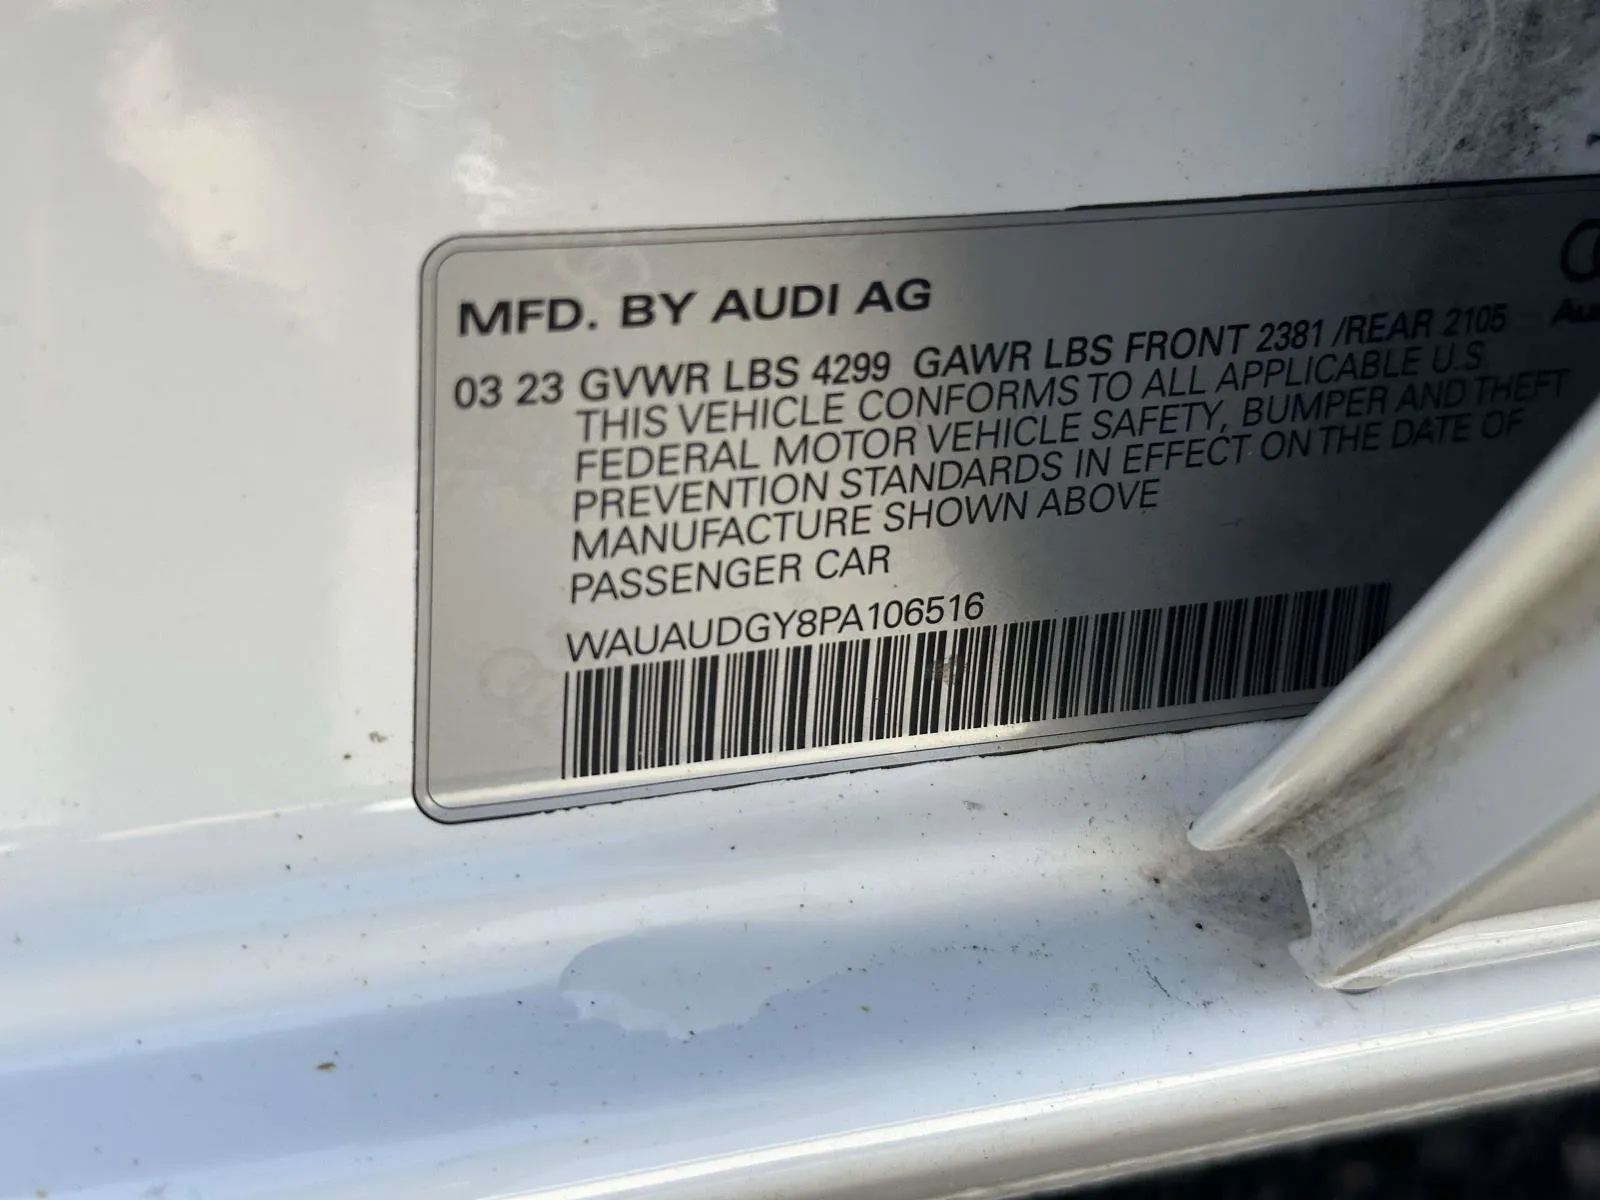 MFD. BY AUDI AG
03 23 GVWR LBS 4299 GAWR LBS FRONT 2381 /REAR 2105
THIS VEHICLE CONFORMS TO ALL APPLICABLE U.S
FEDERAL MOTOR VEHICLE SAFETY, BUMPER AND THEFT
PREVENTION STANDARDS IN EFFECT ON THE DATE OF
MANUFACTURE SHOWN ABOVE
PASSENGER CAR
WAUAUDGY8PA106516